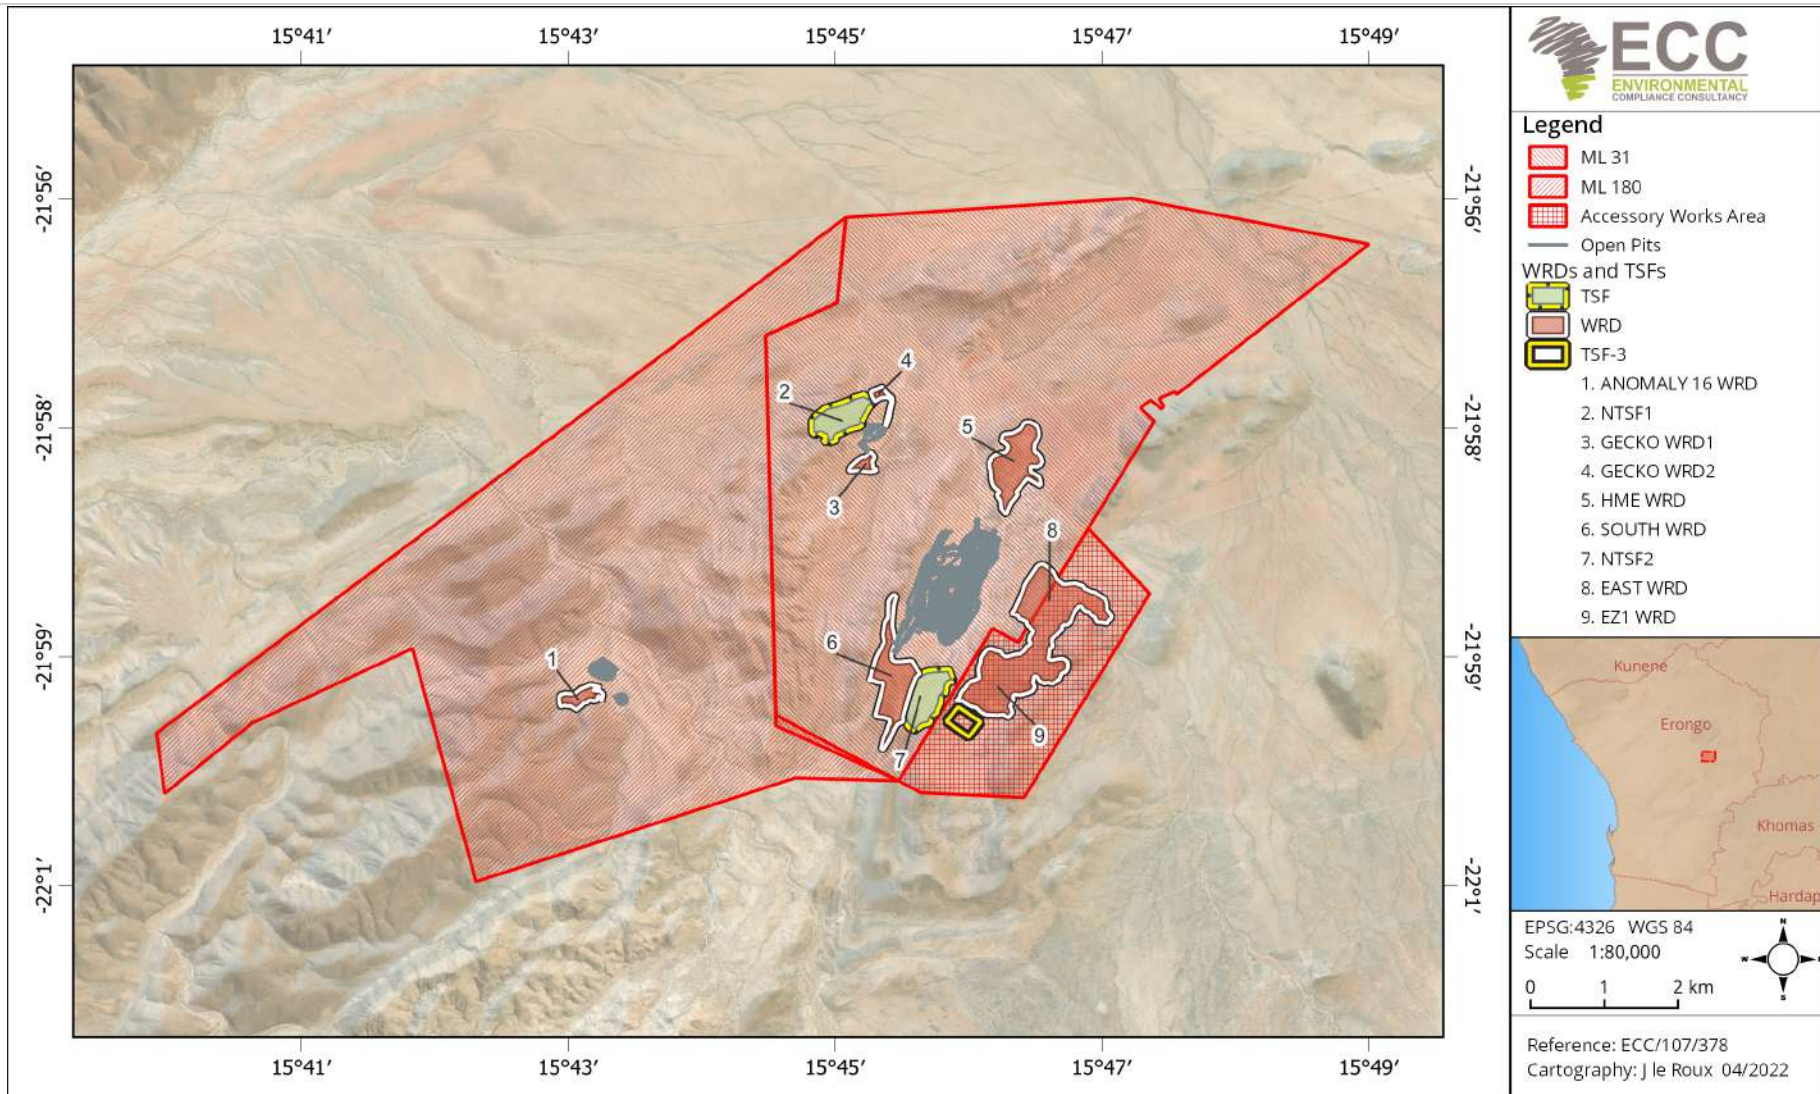 15°41′ 15°43′ 15°45′ 15°47′ 15°49′
-21°56′
-21°56′
-21°58′
-21°58′
-21°59′
-21°59′
-22°1′
-22°1′
4
2
5
3
8
6
1
9
7
15°41′ 15°43′ 15°45′ 15°47′ 15°49′
ECC
ENVIRONMENTAL
COMPLIANCE CONSULTANCY
Legend
ML 31
ML 180
Accessory Works Area
Open Pits
WRDs and TSFs
TSF
WRD
TSF-3
1. ANOMALY 16 WRD
2. NTSF1
3. GECKO WRD1
4. GECKO WRD2
5. HME WRD
6. SOUTH WRD
7. NTSF2
8. EAST WRD
9. EZ1 WRD
Kunene
Erongo
Khomas
Hardap
EPSG:4326 WGS 84
Scale 1:80,000
0 1 2 km
N
W
S
Reference: ECC/107/378
Cartography: J le Roux 04/2022